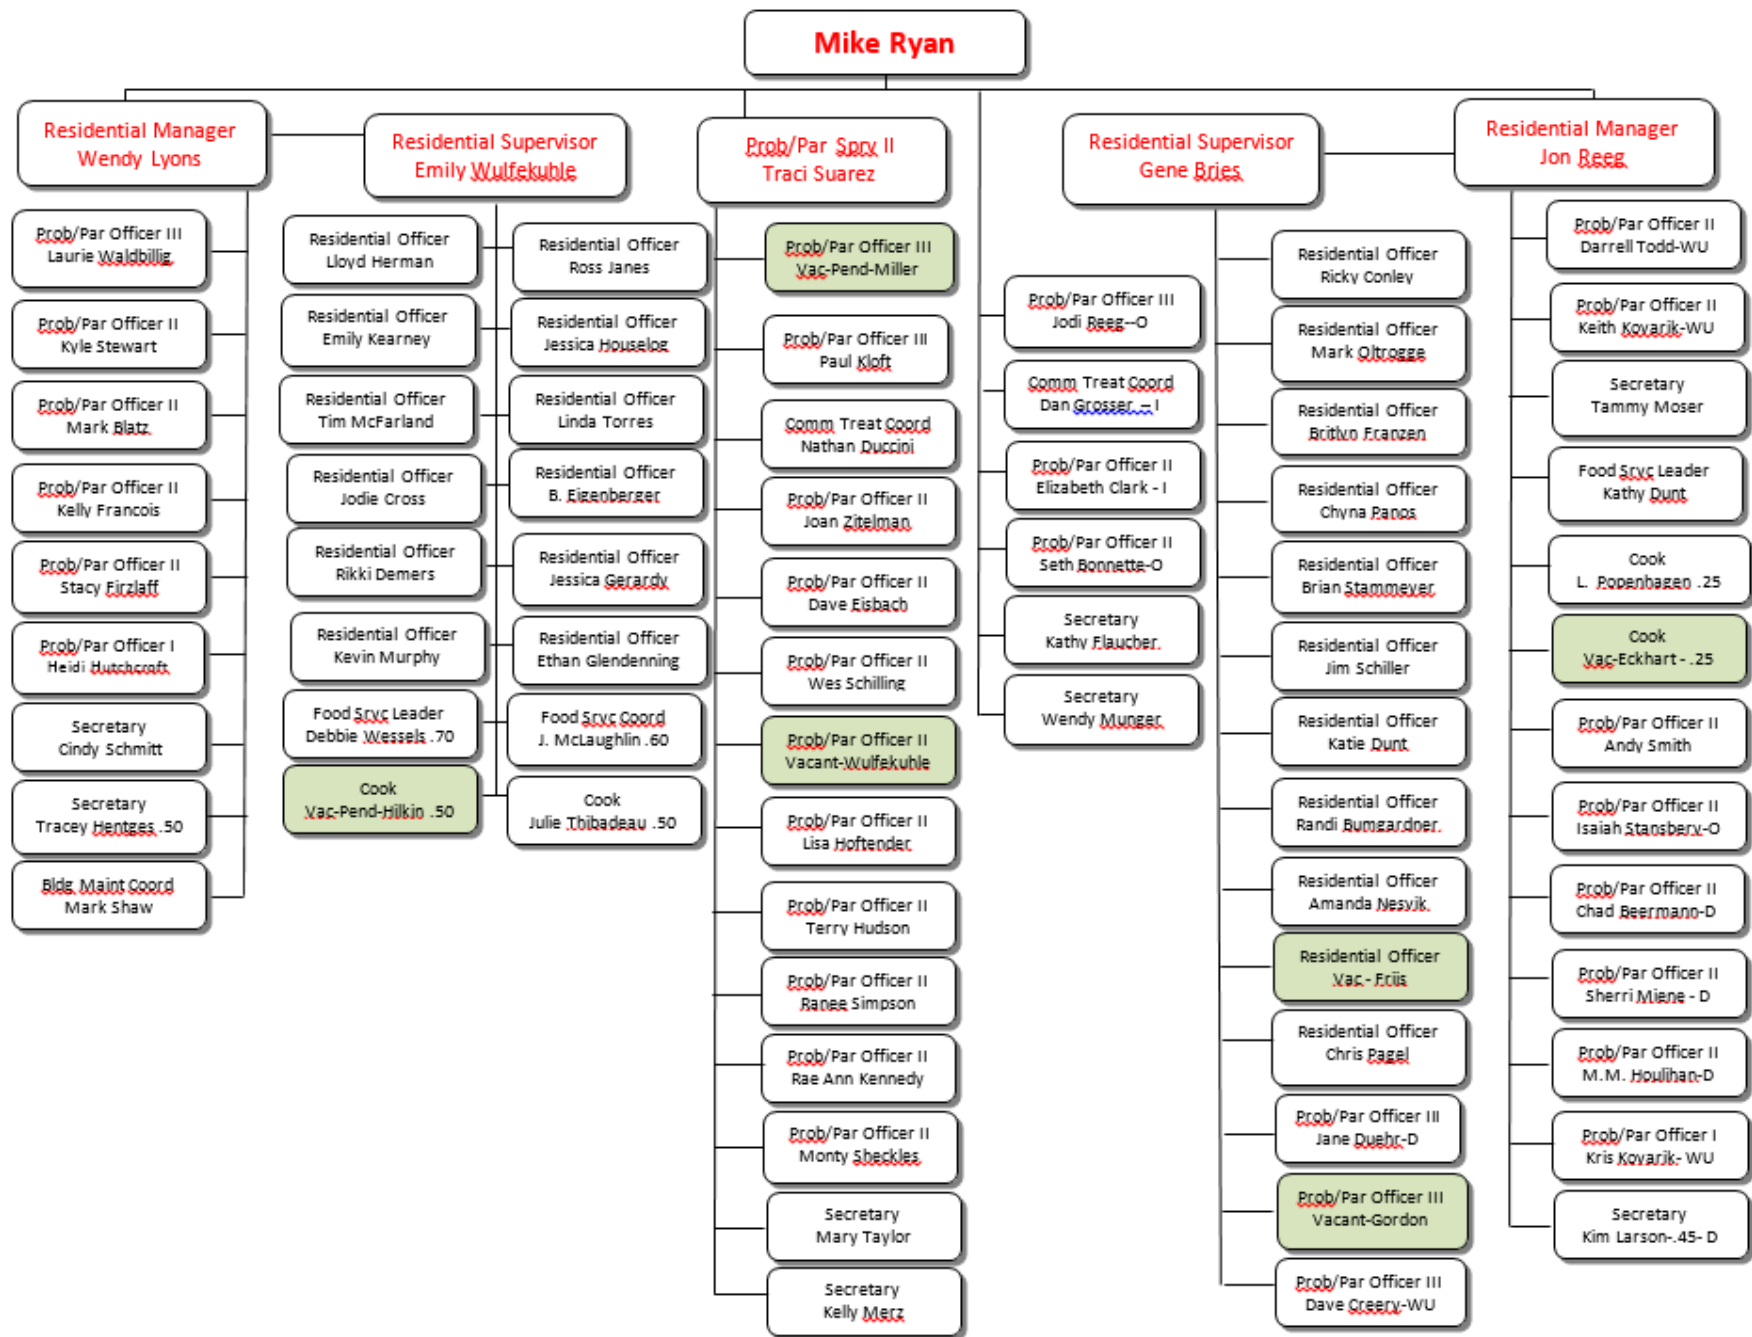 Mike Ryan
Residential Manager
Wendy Lyons
Residential Supervisor
Emily Wulfekuhle
Prob/Par Sprv II
Traci Suarez
Residential Supervisor
Gene Bries
Residential Manager
Jon Reeg
Prob/Par Officer III
Laurie Waldbillig
Prob/Par Officer II
Kyle Stewart
Prob/Par Officer II
Mark Blatz
Prob/Par Officer II
Kelly Francois
Prob/Par Officer II
Stacy Firzlaff
Prob/Par Officer I
Heidi Hutchcroft
Secretary
Cindy Schmitt
Secretary
Tracey Hentges .50
Bldg Maint Coord
Mark Shaw
Residential Officer
Lloyd Herman
Residential Officer
Emily Kearney
Residential Officer
Tim McFarland
Residential Officer
Jodie Cross
Residential Officer
Rikki Demers
Residential Officer
Kevin Murphy
Food Srvc Leader
Debbie Wessels .70
Cook
Vac-Pend-Hilkin .50
Residential Officer
Ross Janes
Residential Officer
Jessica Houselog
Residential Officer
Linda Torres
Residential Officer
B. Eigenberger
Residential Officer
Jessica Gerardy
Residential Officer
Ethan Glendenning
Food Srvc Coord
J. McLaughlin .60
Cook
Julie Thibadeau .50
Prob/Par Officer III
Vac-Pend-Miller
Prob/Par Officer III
Paul Kloft
Comm Treat Coord
Nathan Duccini
Prob/Par Officer II
Joan Zitelman
Prob/Par Officer II
Dave Eisbach
Prob/Par Officer II
Wes Schilling
Prob/Par Officer II
Vacant-Wulfekuhle
Prob/Par Officer II
Lisa Hoftender
Prob/Par Officer II
Terry Hudson
Prob/Par Officer II
Ranee Simpson
Prob/Par Officer II
Rae Ann Kennedy
Prob/Par Officer II
Monty Sheckles
Secretary
Mary Taylor
Secretary
Kelly Merz
Prob/Par Officer III
Jodi Reeg--O
Comm Treat Coord
Dan Grosser – I
Prob/Par Officer II
Elizabeth Clark - I
Prob/Par Officer II
Seth Bonnette-O
Secretary
Kathy Flaucher
Secretary
Wendy Munger
Residential Officer
Ricky Conley
Residential Officer
Mark Oltrogge
Residential Officer
Britlyn Franzen
Residential Officer
Chyna Panos
Residential Officer
Brian Stammeyer
Residential Officer
Jim Schiller
Residential Officer
Katie Dunt
Residential Officer
Randi Bumgardner
Residential Officer
Amanda Nesvik
Residential Officer
Vac - Friis
Residential Officer
Chris Pagel
Prob/Par Officer III
Jane Duehr-D
Prob/Par Officer III
Vacant-Gordon
Prob/Par Officer III
Dave Creery-WU
Prob/Par Officer II
Darrell Todd-WU
Prob/Par Officer II
Keith Kovarik-WU
Secretary
Tammy Moser
Food Srvc Leader
Kathy Dunt
Cook
L. Popenhagen .25
Cook
Vac-Eckhart - .25
Prob/Par Officer II
Andy Smith
Prob/Par Officer II
Isaiah Stansbery-O
Prob/Par Officer II
Chad Beermann-D
Prob/Par Officer II
Sherri Miene - D
Prob/Par Officer II
M.M. Houlihan-D
Prob/Par Officer I
Kris Kovarik- WU
Secretary
Kim Larson-.45- D